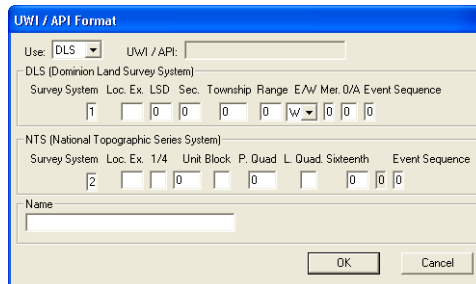 UWI / API Format
Use: DLS UWI / API:
DLS (Dominion Land Survey System)
Survey System Loc. Ex. LSD Sec. Township Range E/W Mer. 0/A Event Sequence
1 0 0 0 0 W 0 0 0
NTS (National Topographic Series System)
Survey System Loc. Ex. 1/4 Unit Block P. Quad L. Quad. Sixteenth Event Sequence
2 0 0 0 0 0
Name
OK Cancel